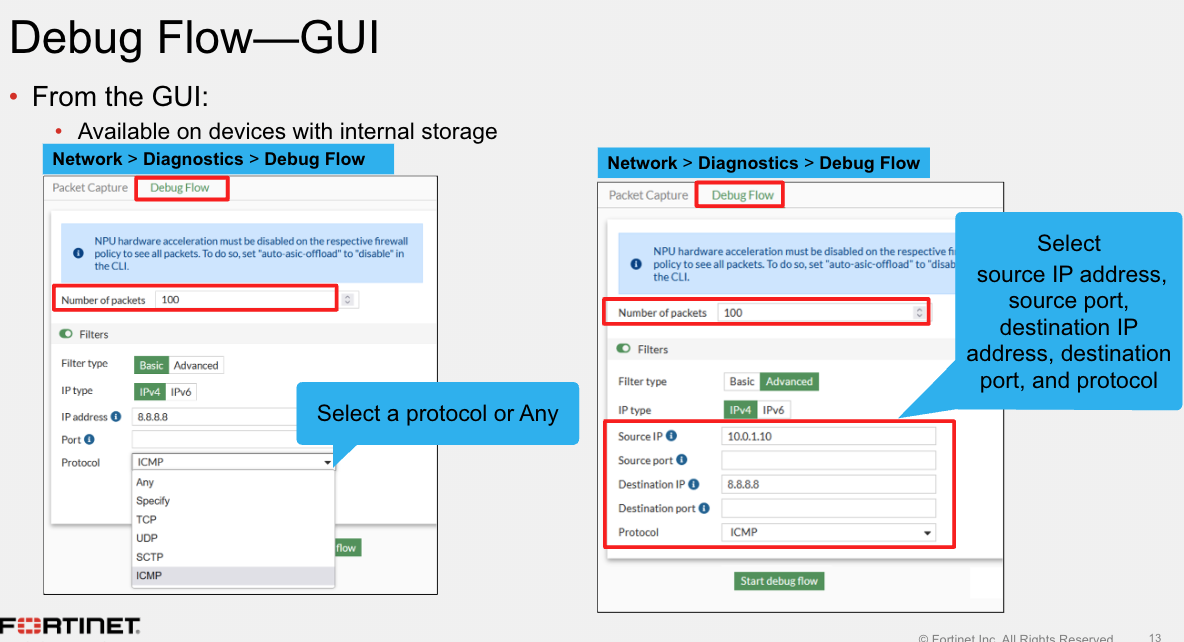 Debug Flow—GUI
• From the GUI:
• Available on devices with internal storage
Network > Diagnostics > Debug Flow
Packet Capture Debug Flow
NPU hardware acceleration must be disabled on the respective firewall
policy to see all packets. To do so, set "auto-asic-offload" to "disable" in
the CLI.
Number of packets 100
Filters
Filter type Basic Advanced
IP type IPv4 IPv6
IP address 8.8.8.8
Port
Protocol ICMP
Any
Specify
TCP
UDP
SCTP
ICMP
flow
Select a protocol or Any
Network > Diagnostics > Debug Flow
Packet Capture Debug Flow
NPU hardware acceleration must be disabled on the respective fi
policy to see all packets. To do so, set "auto-asic-offload" to "disab
the CLI.
Number of packets 100
Filters
Filter type Basic Advanced
IP type IPv4 IPv6
Source IP 10.0.1.10
Source port
Destination IP 8.8.8.8
Destination port
Protocol ICMP
Start debug flow
Select
source IP address,
source port,
destination IP
address, destination
port, and protocol
FORTINET
© Fortinet Inc. All Rights Reserved. 13